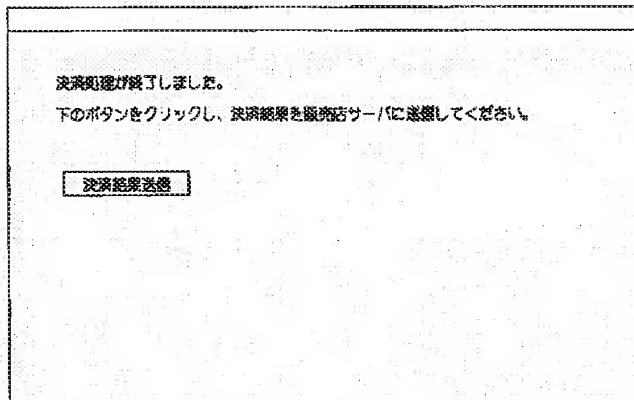 決済処理が終了しました。
下のボタンをクリックし、決済結果を販売店サーバに送信してください。
決済結果送信